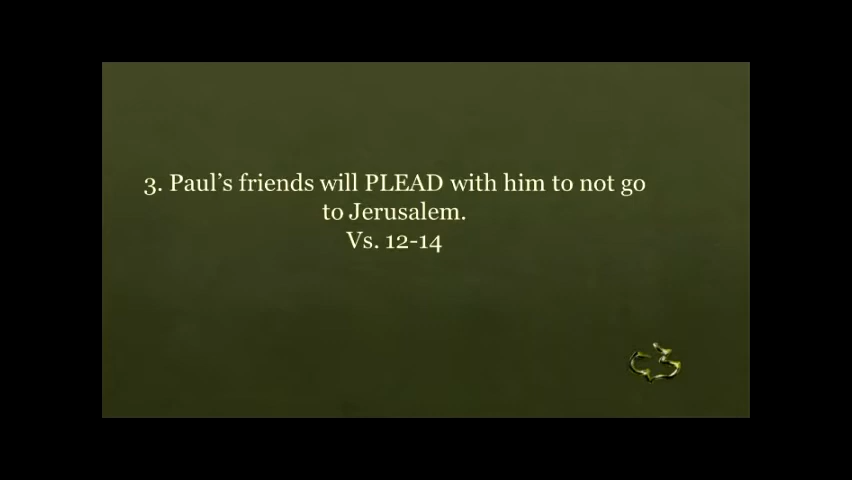 3. Paul’s friends will PLEAD with him to not go
to Jerusalem.
Vs. 12-14